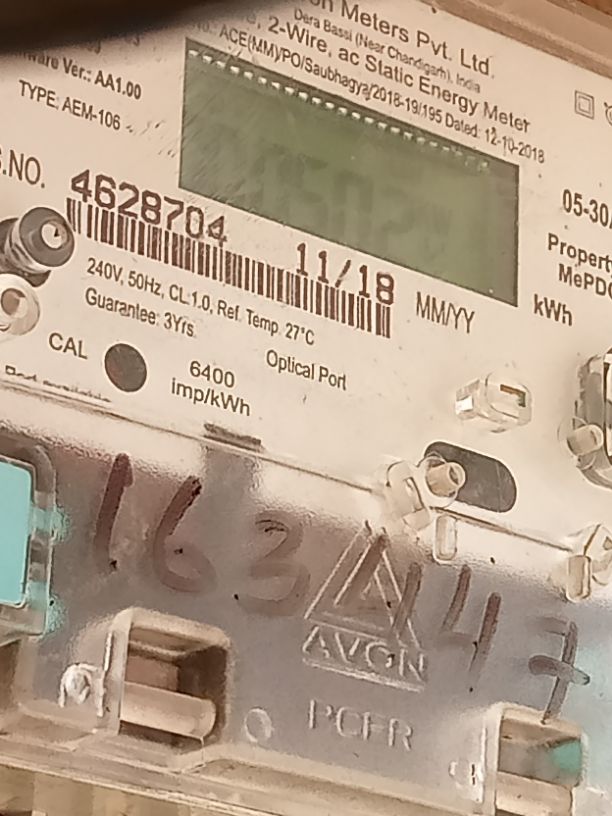 n Meters Pvt. Ltd.
Dera Bassi (Near Chandigarh), India
2-Wire, ac Static Energy Meter
No.: ACE(MM)/PO/Saubhagya/2018-19/195 Dated: 12-10-2018
ware Ver.: AA1.00
TYPE: AEM-106
S.NO.
4628704 11/18 MM/YY
05-30
Property
MePDC
kWh
240V, 50Hz, CL.1.0, Ref. Temp. 27°C
Guarantee: 3Yrs.
CAL
6400
imp/kWh
Optical Port
AVON